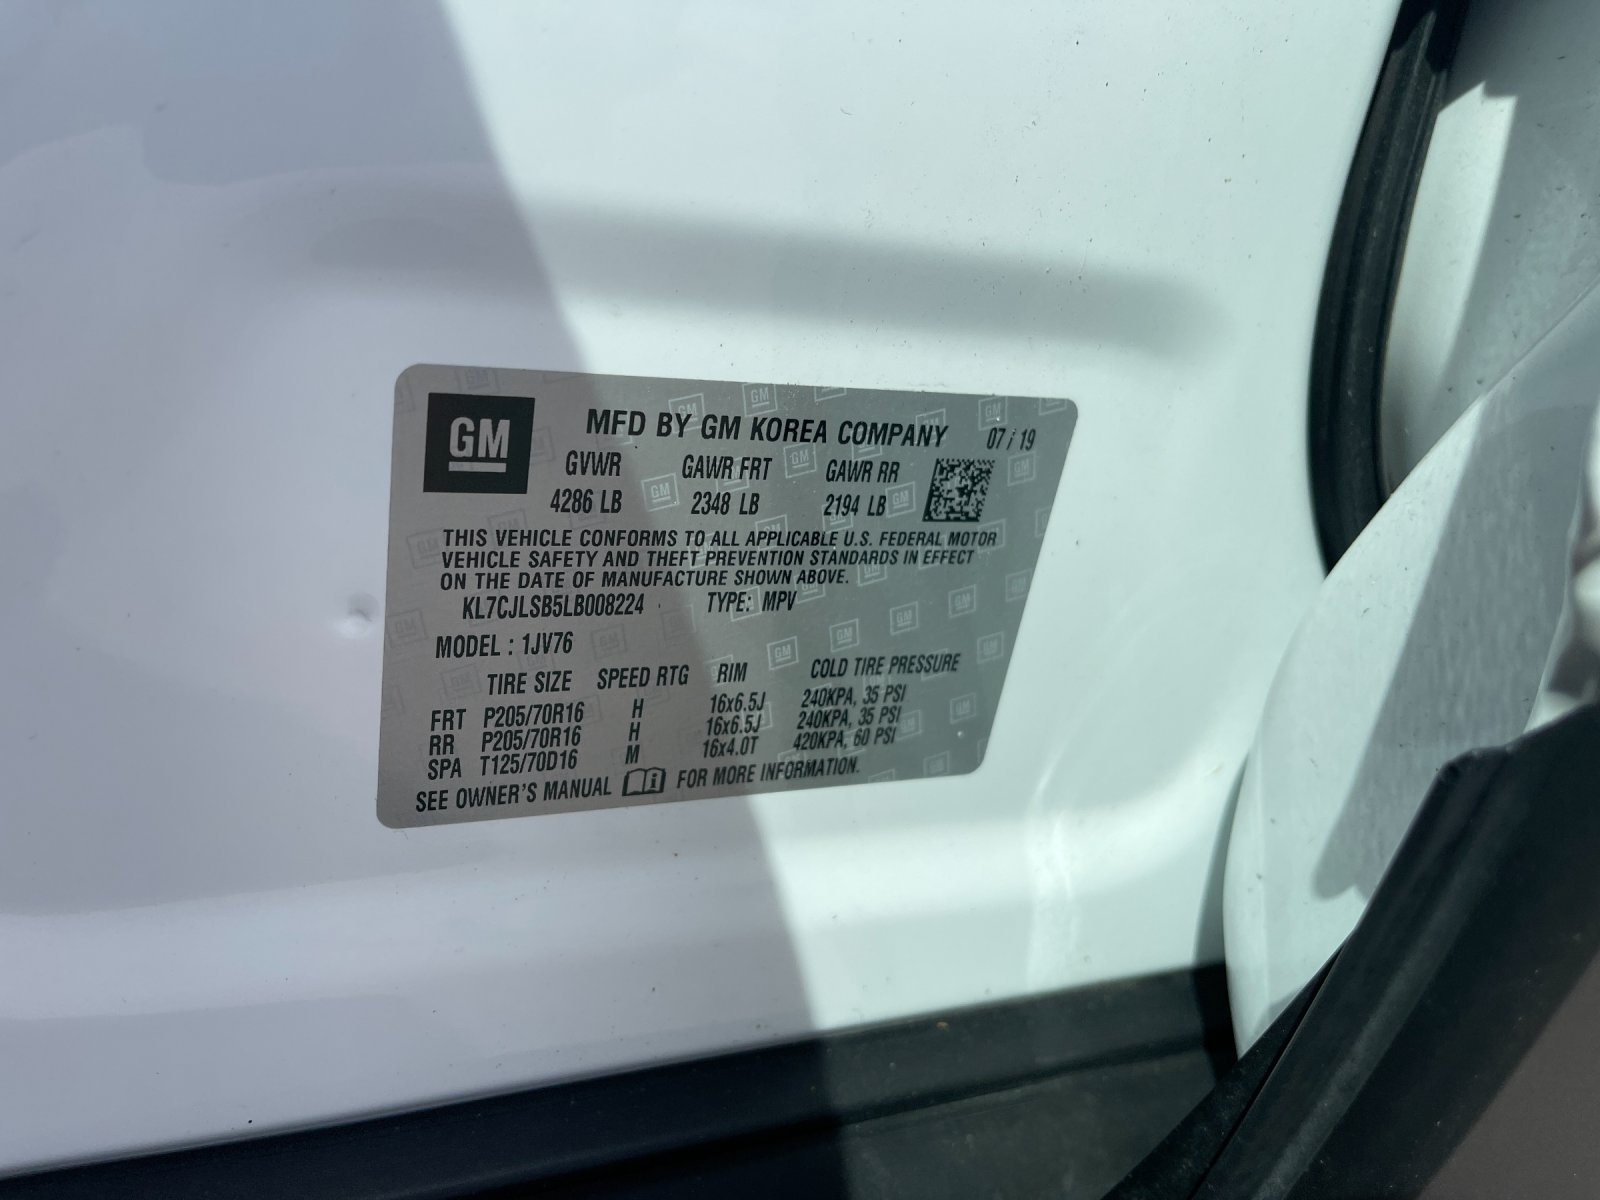 GM
MFD BY GM KOREA COMPANY 07 / 19
GVWR GAWR FRT GAWR RR
4286 LB 2348 LB 2194 LB
THIS VEHICLE CONFORMS TO ALL APPLICABLE U.S. FEDERAL MOTOR
VEHICLE SAFETY AND THEFT PREVENTION STANDARDS IN EFFECT
ON THE DATE OF MANUFACTURE SHOWN ABOVE.
KL7CJLSB5LB008224 TYPE: MPV
MODEL : 1JV76
TIRE SIZE SPEED RTG RIM COLD TIRE PRESSURE
FRT P205/70R16 H 16x6.5J 240KPA, 35 PSI
RR P205/70R16 H 16x6.5J 240KPA, 35 PSI
SPA T125/70D16 M 16x4.0T 420KPA, 60 PSI
SEE OWNER'S MANUAL FOR MORE INFORMATION.